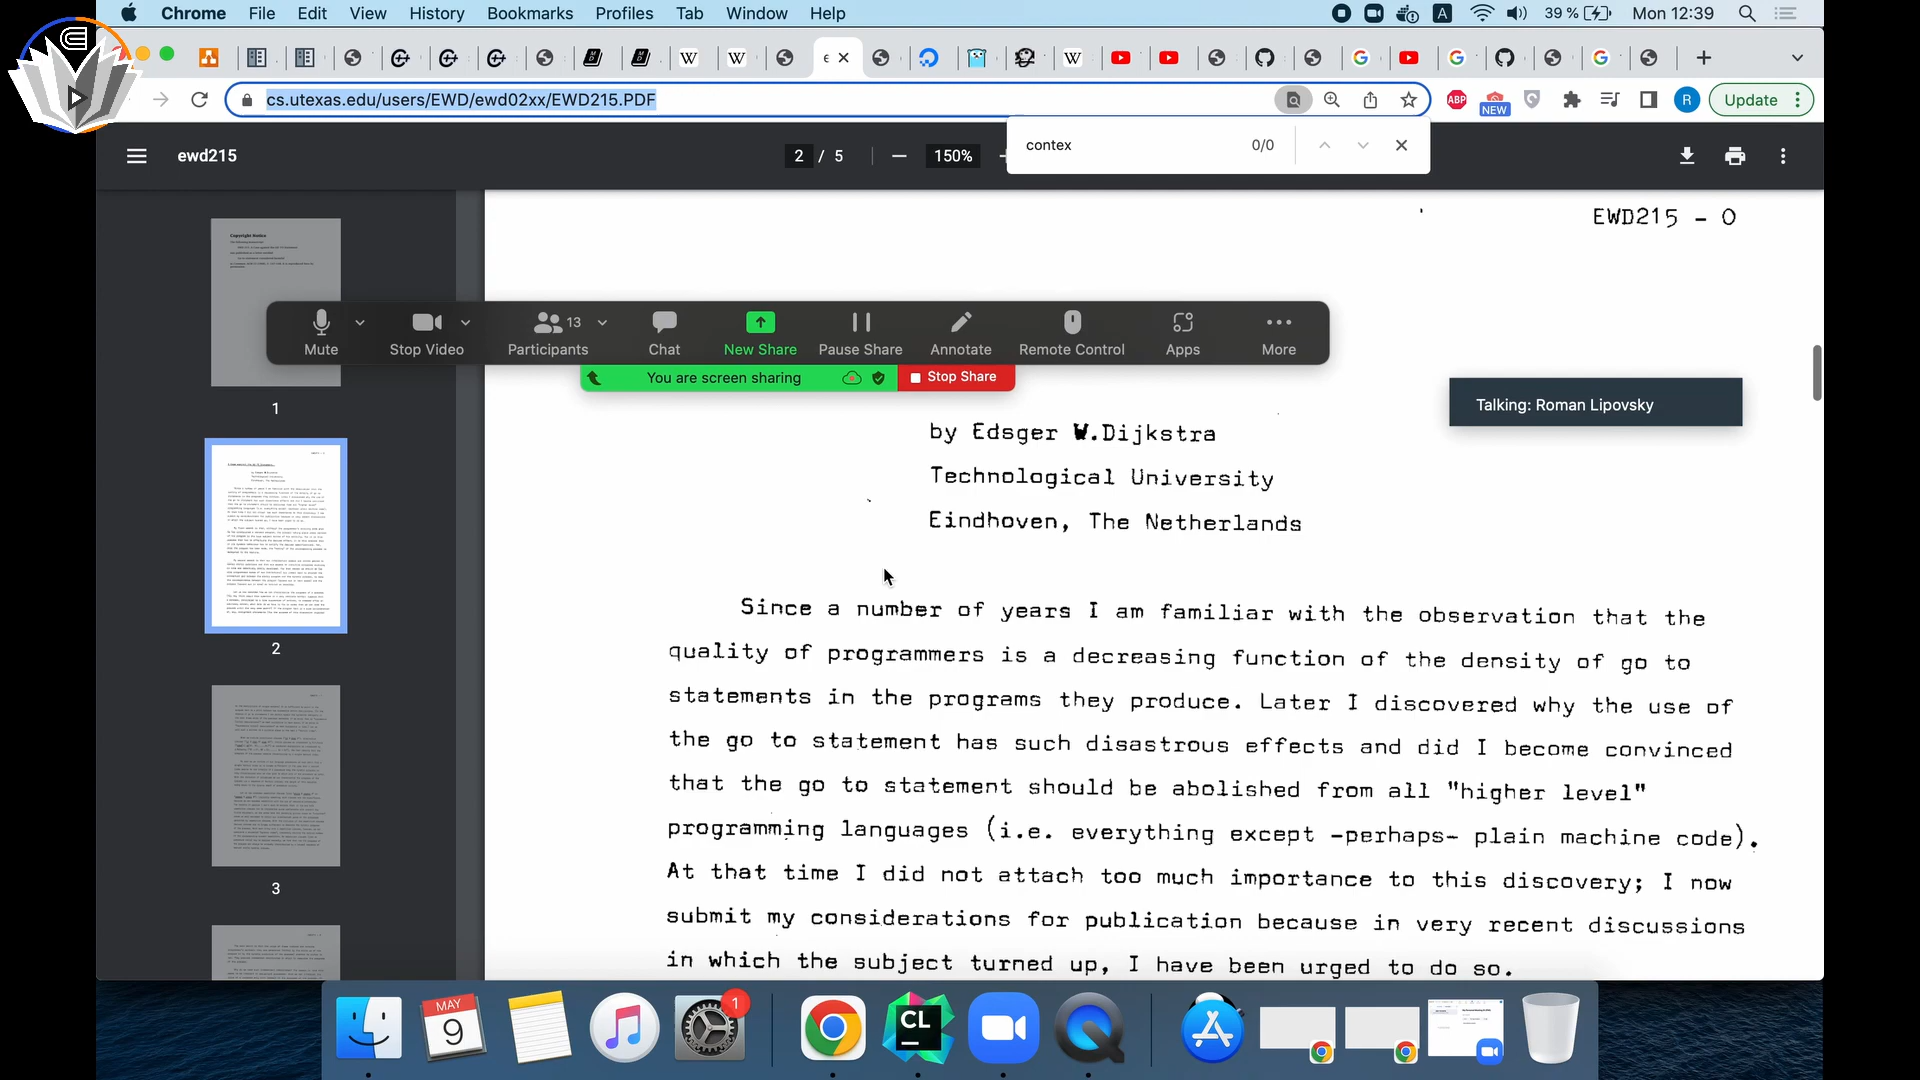 Chrome File Edit View History Bookmarks Profiles Tab Window Help
A 39 % Mon 12:39
cs.utexas.edu/users/EWD/ewd02xx/EWD215.PDF
ABP NEW R Update
contex 0/0
ewd215 2 / 5 150%
EWD215 - 0
Copyright Notice
1
2
3
Mute Stop Video Participants 13 Chat New Share Pause Share Annotate Remote Control Apps More
You are screen sharing Stop Share
Talking: Roman Lipovsky
by Edsger W.Dijkstra
Technological University
Eindhoven, The Netherlands
Since a number of years I am familiar with the observation that the
quality of programmers is a decreasing function of the density of go to
statements in the programs they produce. Later I discovered why the use of
the go to statement has such disastrous effects and did I become convinced
that the go to statement should be abolished from all "higher level"
programming languages (i.e. everything except -perhaps- plain machine code).
At that time I did not attach too much importance to this discovery; I now
submit my considerations for publication because in very recent discussions
in which the subject turned up, I have been urged to do so.
MAY
9
1
CL